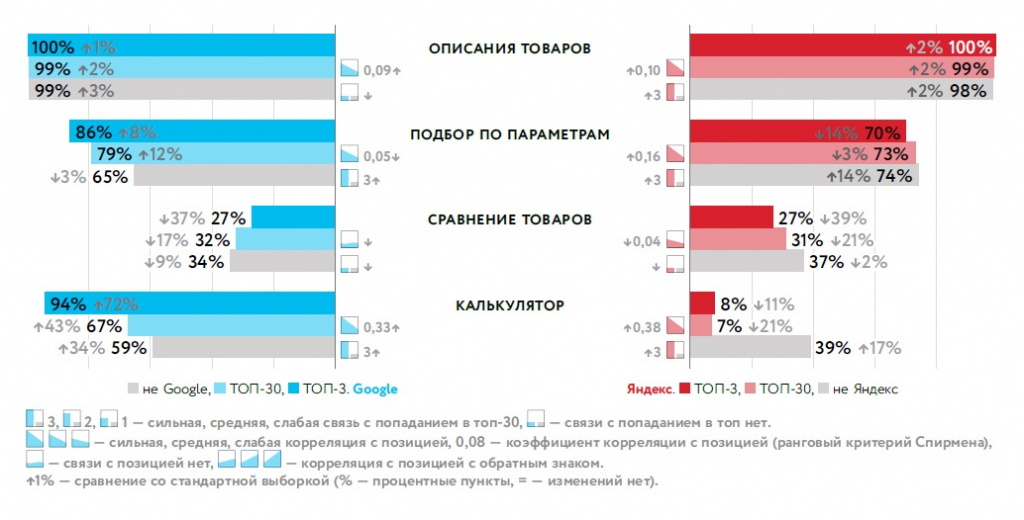 100% ↑1% ОПИСАНИЯ ТОВАРОВ ↑2% 100%
99% ↑2% 0,09↑ ↑0,10 ↑2% 99%
99% ↑3% ↓ ↑3 ↑2% 98%
86% ↑8% ПОДБОР ПО ПАРАМЕТРАМ ↓14% 70%
79% ↑12% 0,05↓ ↑0,16 ↓3% 73%
↓3% 65% 3↑ ↑3 ↑14% 74%
↓37% 27% СРАВНЕНИЕ ТОВАРОВ 27% ↓39%
↓17% 32% ↓ ↓0,04 31% ↓21%
↓9% 34% ↓ ↓ 37% ↓2%
94% ↑72% КАЛЬКУЛЯТОР 8% ↓11%
↑43% 67% 0,33↑ ↑0,38 7% ↓21%
↑34% 59% 3↑ ↑3 39% ↑17%
не Google, ТОП-30, ТОП-3. Google Яндекс. ТОП-3, ТОП-30, не Яндекс
3, 2, 1 — сильная, средняя, слабая связь с попаданием в топ-30, — связи с попаданием в топ нет.
— сильная, средняя, слабая корреляция с позицией, 0,08 — коэффициент корреляции с позицией (ранговый критерий Спирмена),
— связи с позицией нет, — корреляция с позицией с обратным знаком.
↑1% — сравнение со стандартной выборкой (% — процентные пункты, = — изменений нет).